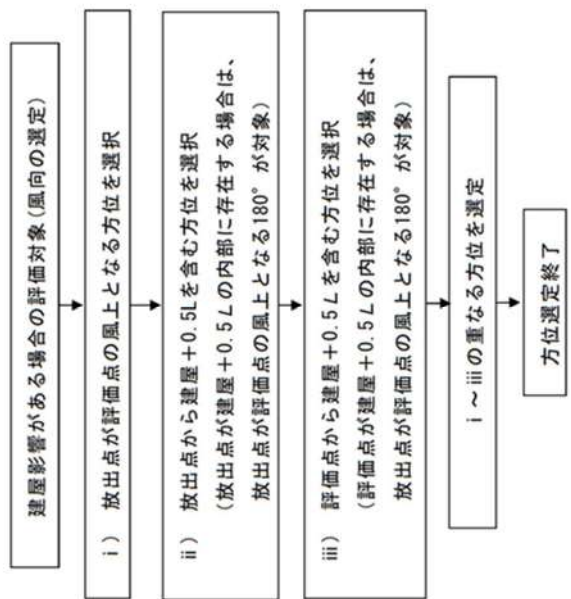 建屋影響がある場合の評価対象(風向の選定)
i) 放出点が評価点の風上となる方位を選択
ii) 放出点から建屋+0.5Lを含む方位を選択
(放出点が建屋+0.5Lの内部に存在する場合は、
放出点が評価点の風上となる180°が対象)
iii) 評価点から建屋+0.5Lを含む方位を選択
(評価点が建屋+0.5Lの内部に存在する場合は、
放出点が評価点の風上となる180°が対象)
i~iiiの重なる方位を選定
方位選定終了